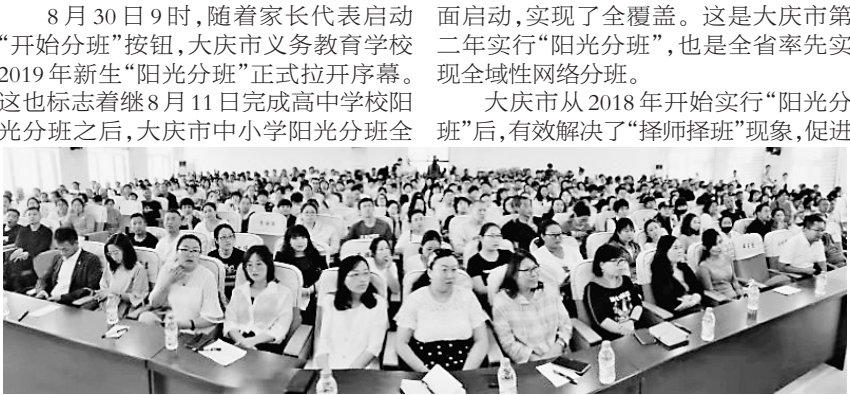 8月30日9时,随着家长代表启动
“开始分班”按钮,大庆市义务教育学校
2019年新生“阳光分班”正式拉开序幕。
这也标志着继8月11日完成高中学校阳
光分班之后,大庆市中小学阳光分班全
面启动,实现了全覆盖。这是大庆市第
二年实行“阳光分班”,也是全省率先实
现全域性网络分班。
大庆市从2018年开始实行“阳光分
班”后,有效解决了“择师择班”现象,促进